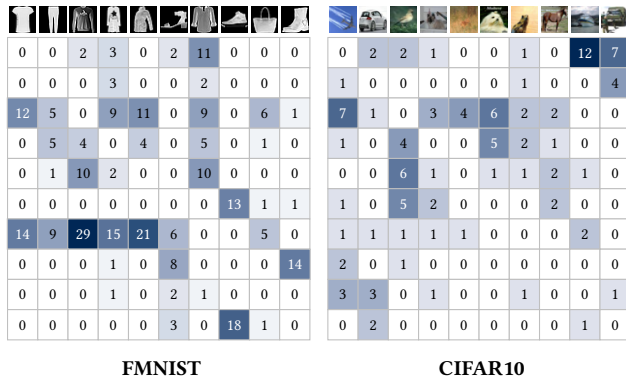 0 0 2 3 0 2 11 0 0 0 0 2 2 1 0 0 1 0 12 7
0 0 0 3 0 0 2 0 0 0 1 0 0 0 0 0 1 0 0 4
12 5 0 9 11 0 9 0 6 1 7 1 0 3 4 6 2 2 0 0
0 5 4 0 4 0 5 0 1 0 0 1 4 0 0 5 2 1 0 0
0 1 10 2 0 0 10 0 0 0 0 0 6 1 0 1 1 2 1 0
0 0 0 0 0 0 0 13 1 1 1 0 5 2 0 0 0 2 0 0
14 9 29 15 21 6 0 0 5 0 1 1 1 1 1 0 0 0 2 0
0 0 0 1 0 8 0 0 0 14 2 0 1 0 0 0 0 0 0 0
0 0 0 1 0 2 1 0 0 0 3 3 0 1 0 0 1 0 0 1
0 0 0 0 0 3 0 18 1 0 0 2 0 0 0 0 0 0 1 0
FMNIST CIFAR10